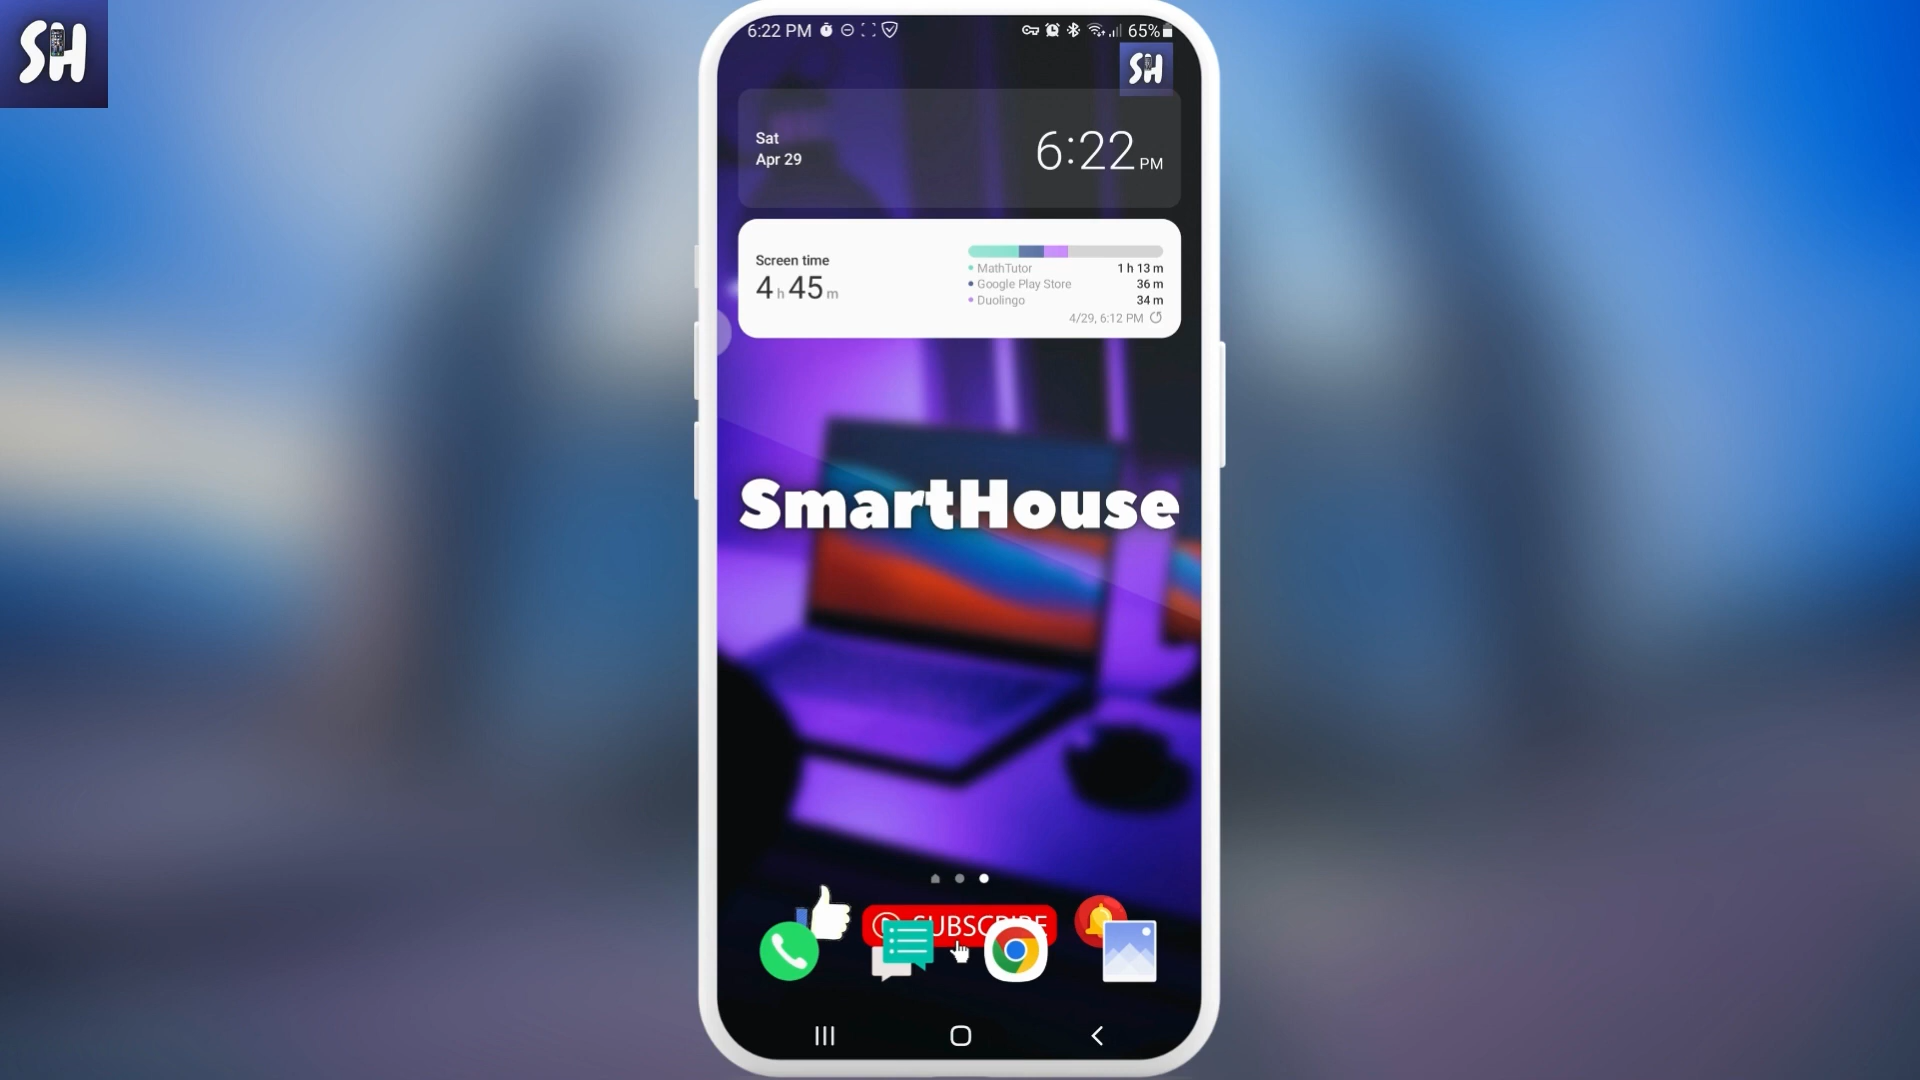 SH
6:22 PM
65%
SH
Sat
Apr 29
6:22 PM
Screen time
4 h 45 m
MathTutor 1 h 13 m
Google Play Store 36 m
Duolingo 34 m
4/29, 6:12 PM
SmartHouse
SUBSCRIBE